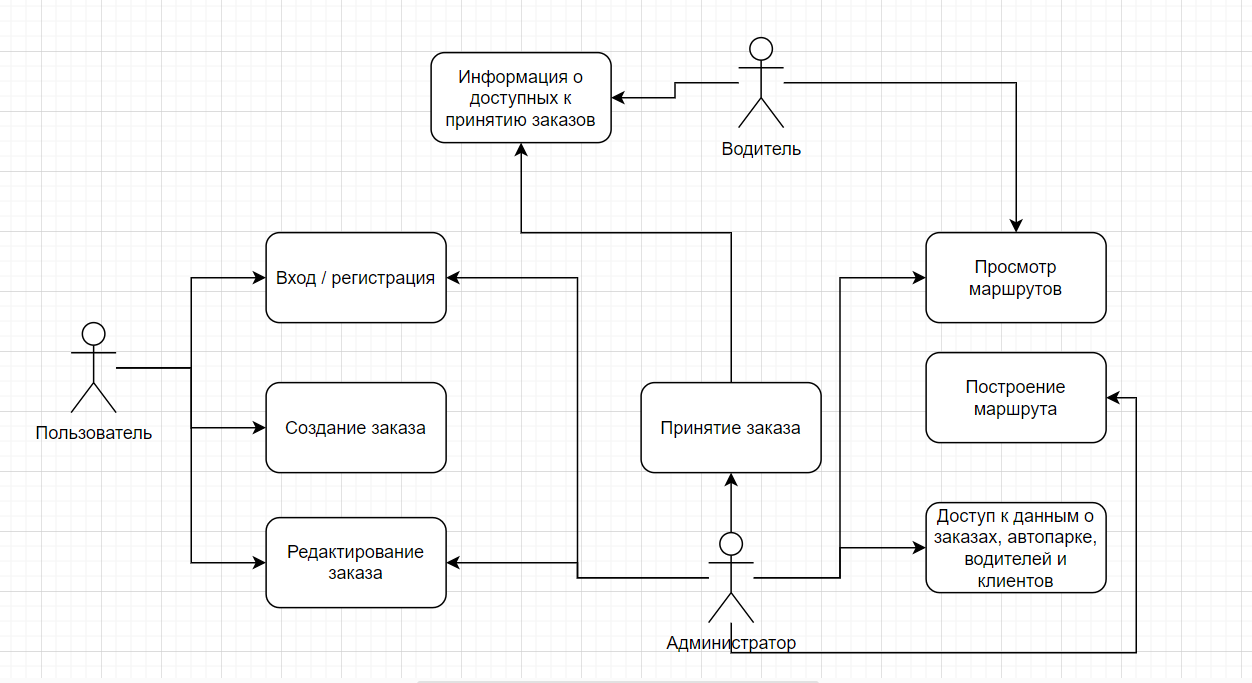 Информация о
доступных к
принятию заказов
Водитель
Вход / регистрация
Просмотр
маршрутов
Пользователь
Создание заказа
Принятие заказа
Построение
маршрута
Редактирование
заказа
Доступ к данным о
заказах, автопарке,
водителей и
клиентов
Администратор